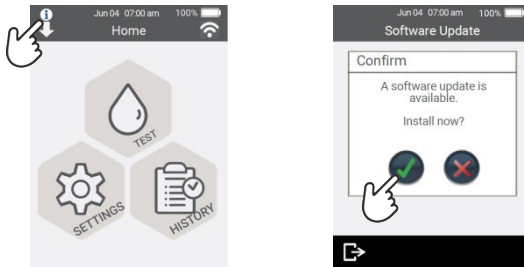 Jun 04 07:00 am 100%
Home
TEST
SETTINGS
HISTORY
Jun 04 07:00 am 100%
Software Update
Confirm
A software update is
available.
Install now?